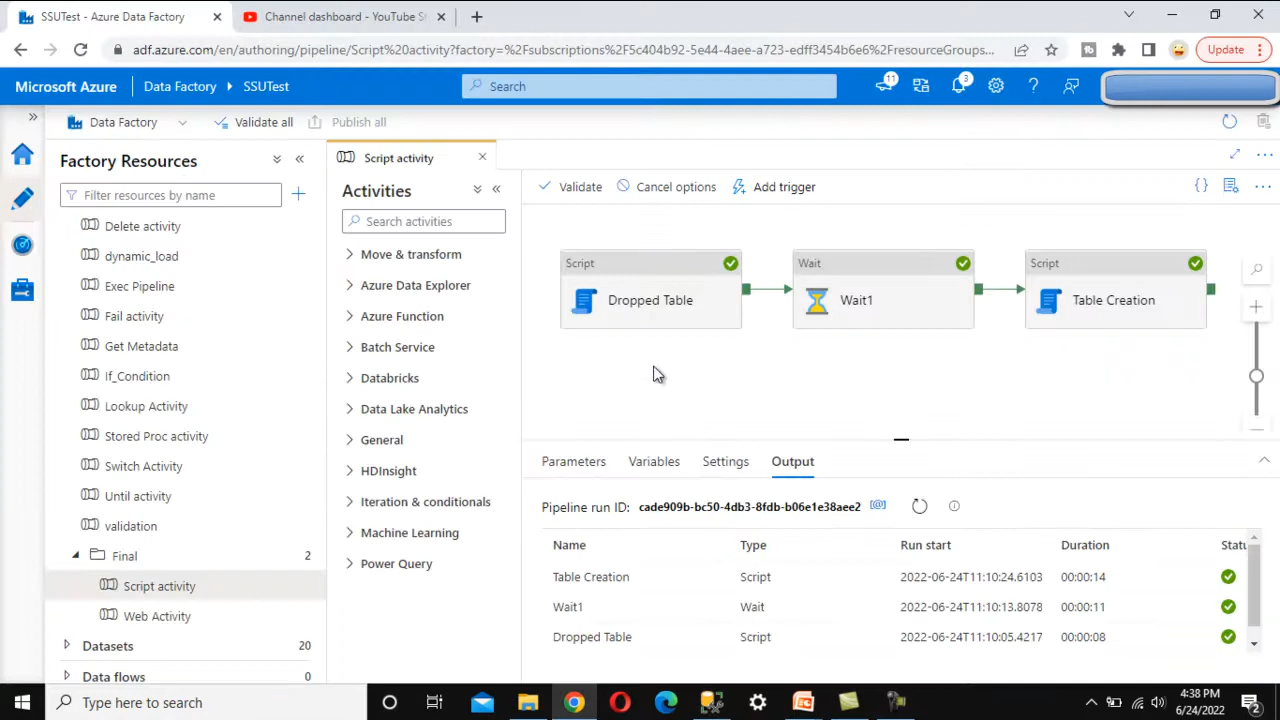 SSUTest - Azure Data Factory
Channel dashboard - YouTube S
adf.azure.com/en/authoring/pipeline/Script%20activity?factory=%2Fsubscriptions%2F5c404b92-5e44-4aee-a723-edff3454b6e6%2FresourceGroups...
Update
Microsoft Azure
Data Factory
SSUTest
Search
11
3
Data Factory
Validate all
Publish all
Factory Resources
Filter resources by name
Delete activity
dynamic_load
Exec Pipeline
Fail activity
Get Metadata
If_Condition
Lookup Activity
Stored Proc activity
Switch Activity
Until activity
validation
Final 2
Script activity
Web Activity
Datasets 20
Data flows 0
Script activity
Activities
Search activities
Move & transform
Azure Data Explorer
Azure Function
Batch Service
Databricks
Data Lake Analytics
General
HDInsight
Iteration & conditionals
Machine Learning
Power Query
Validate
Cancel options
Add trigger
{}
Script
Dropped Table
Wait
Wait1
Script
Table Creation
Parameters
Variables
Settings
Output
Pipeline run ID: cade909b-bc50-4db3-8fdb-b06e1e38aee2 [@]
Name Type Run start Duration Statu
Table Creation Script 2022-06-24T11:10:24.6103 00:00:14
Wait1 Wait 2022-06-24T11:10:13.8078 00:00:11
Dropped Table Script 2022-06-24T11:10:05.4217 00:00:08
Type here to search
4:38 PM
6/24/2022
2